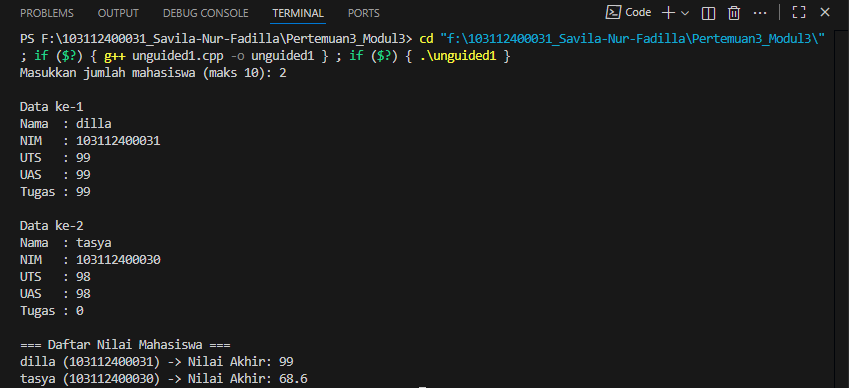 PROBLEMS OUTPUT DEBUG CONSOLE TERMINAL PORTS Code
PS F:\103112400031_Savila-Nur-Fadilla\Pertemuan3_Modul3> cd "f:\103112400031_Savila-Nur-Fadilla\Pertemuan3_Modul3\"
; if ($?) { g++ unguided1.cpp -o unguided1 } ; if ($?) { .\unguided1 }
Masukkan jumlah mahasiswa (maks 10): 2
Data ke-1
Nama : dilla
NIM : 103112400031
UTS : 99
UAS : 99
Tugas : 99
Data ke-2
Nama : tasya
NIM : 103112400030
UTS : 98
UAS : 98
Tugas : 0
=== Daftar Nilai Mahasiswa ===
dilla (103112400031) -> Nilai Akhir: 99
tasya (103112400030) -> Nilai Akhir: 68.6